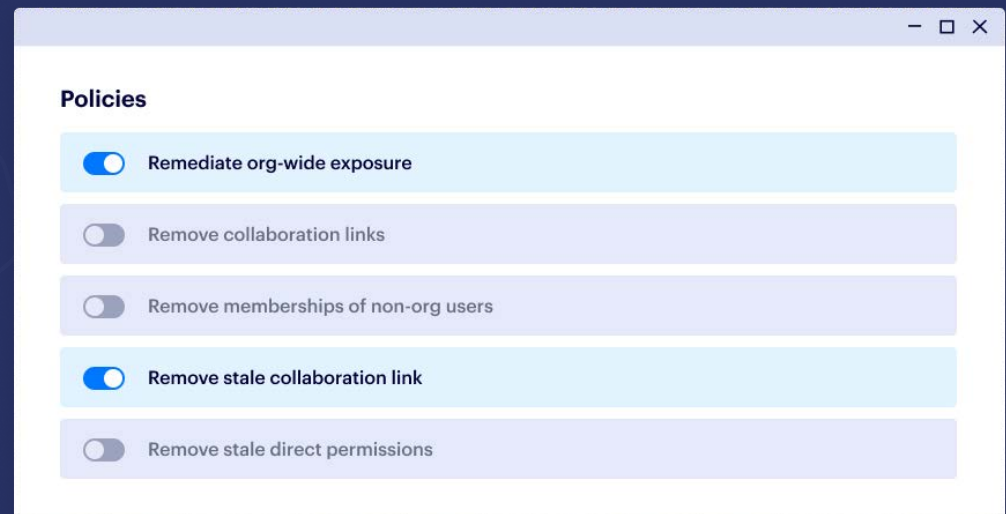 Policies
Remediate org-wide exposure
Remove collaboration links
Remove memberships of non-org users
Remove stale collaboration link
Remove stale direct permissions